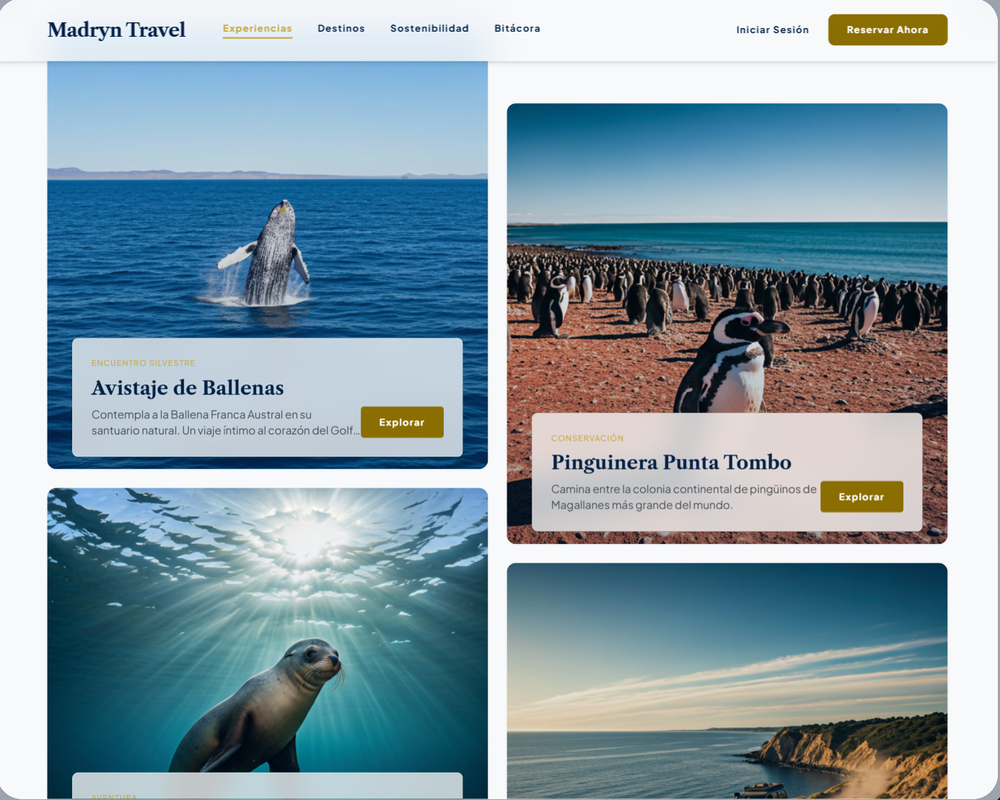 Madryn Travel
Experiencias
Destinos
Sostenibilidad
Bitácora
Iniciar Sesión
Reservar Ahora
ENCUENTRO SILVESTRE
Avistaje de Ballenas
Contempla a la Ballena Franca Austral en su
santuario natural. Un viaje íntimo al corazón del Golf...
Explorar
CONSERVACIÓN
Pinguinera Punta Tombo
Camina entre la colonia continental de pingüinos de
Magallanes más grande del mundo.
Explorar
AVENTURA